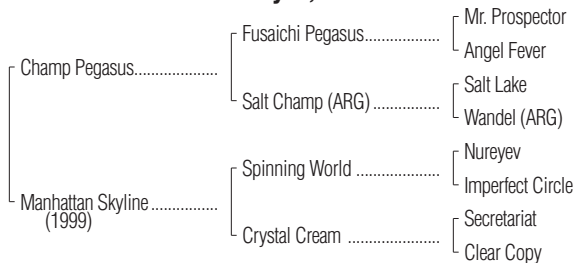 Mr. Prospector
Fusaichi Pegasus..................
Angel Fever
Champ Pegasus....................
Salt Lake
Salt Champ (ARG) ................
Wandel (ARG)
Nureyev
Spinning World ....................
Imperfect Circle
Manhattan Skyline ................
(1999)
Secretariat
Crystal Cream ......................
Clear Copy